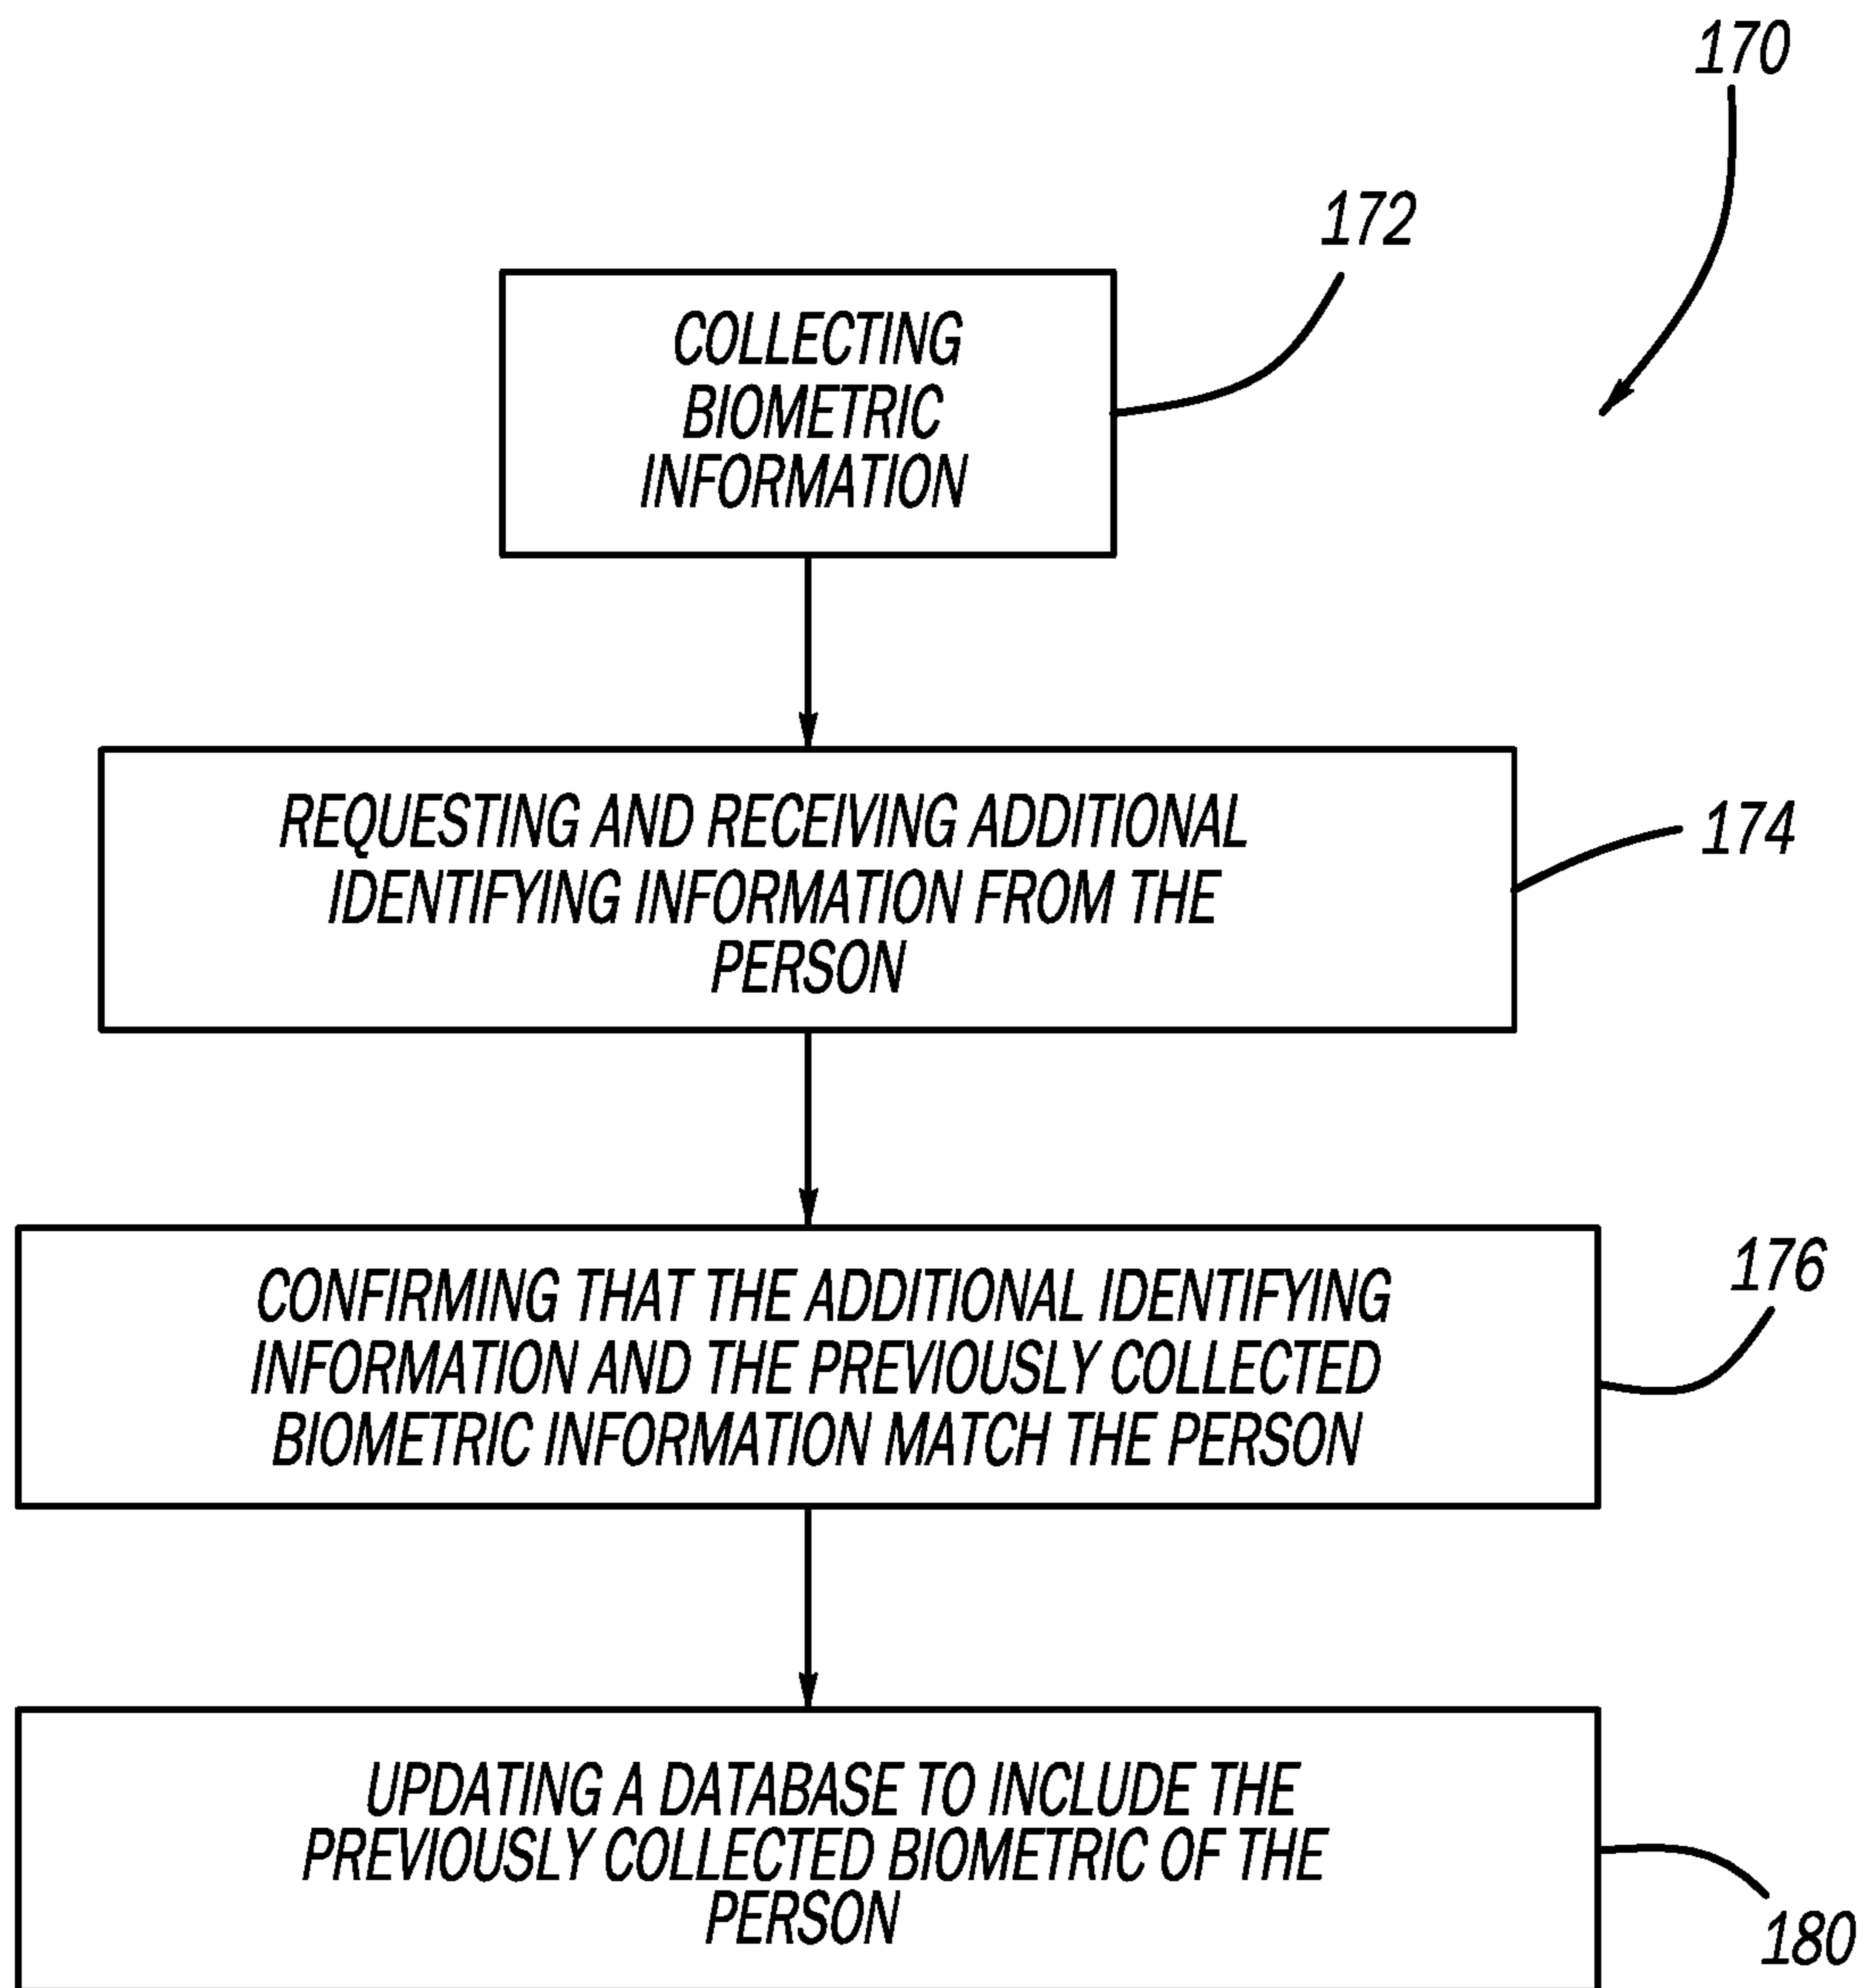 170
172
COLLECTING
BIOMETRIC
INFORMATION
REQUESTING AND RECEIVING ADDITIONAL
IDENTIFYING INFORMATION FROM THE
PERSON
174
CONFIRMING THAT THE ADDITIONAL IDENTIFYING
INFORMATION AND THE PREVIOUSLY COLLECTED
BIOMETRIC INFORMATION MATCH THE PERSON
176
UPDATING A DATABASE TO INCLUDE THE
PREVIOUSLY COLLECTED BIOMETRIC OF THE
PERSON
180